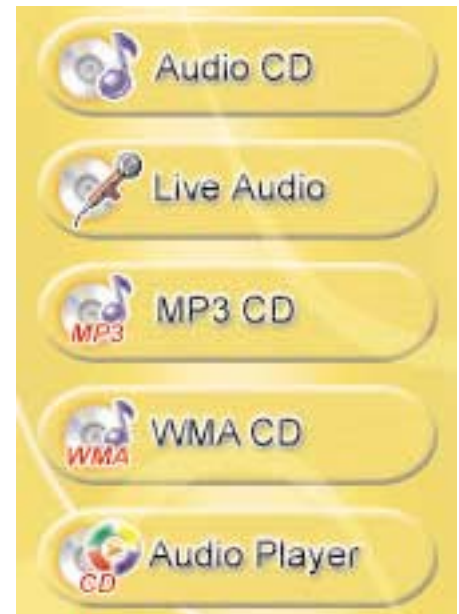 Audio CD
Live Audio
MP3 CD
MP3
WMA CD
WMA
Audio Player
CD